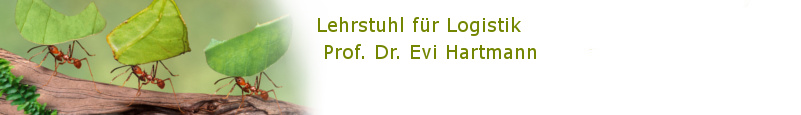 Lehrstuhl für Logistik
Prof. Dr. Evi Hartmann